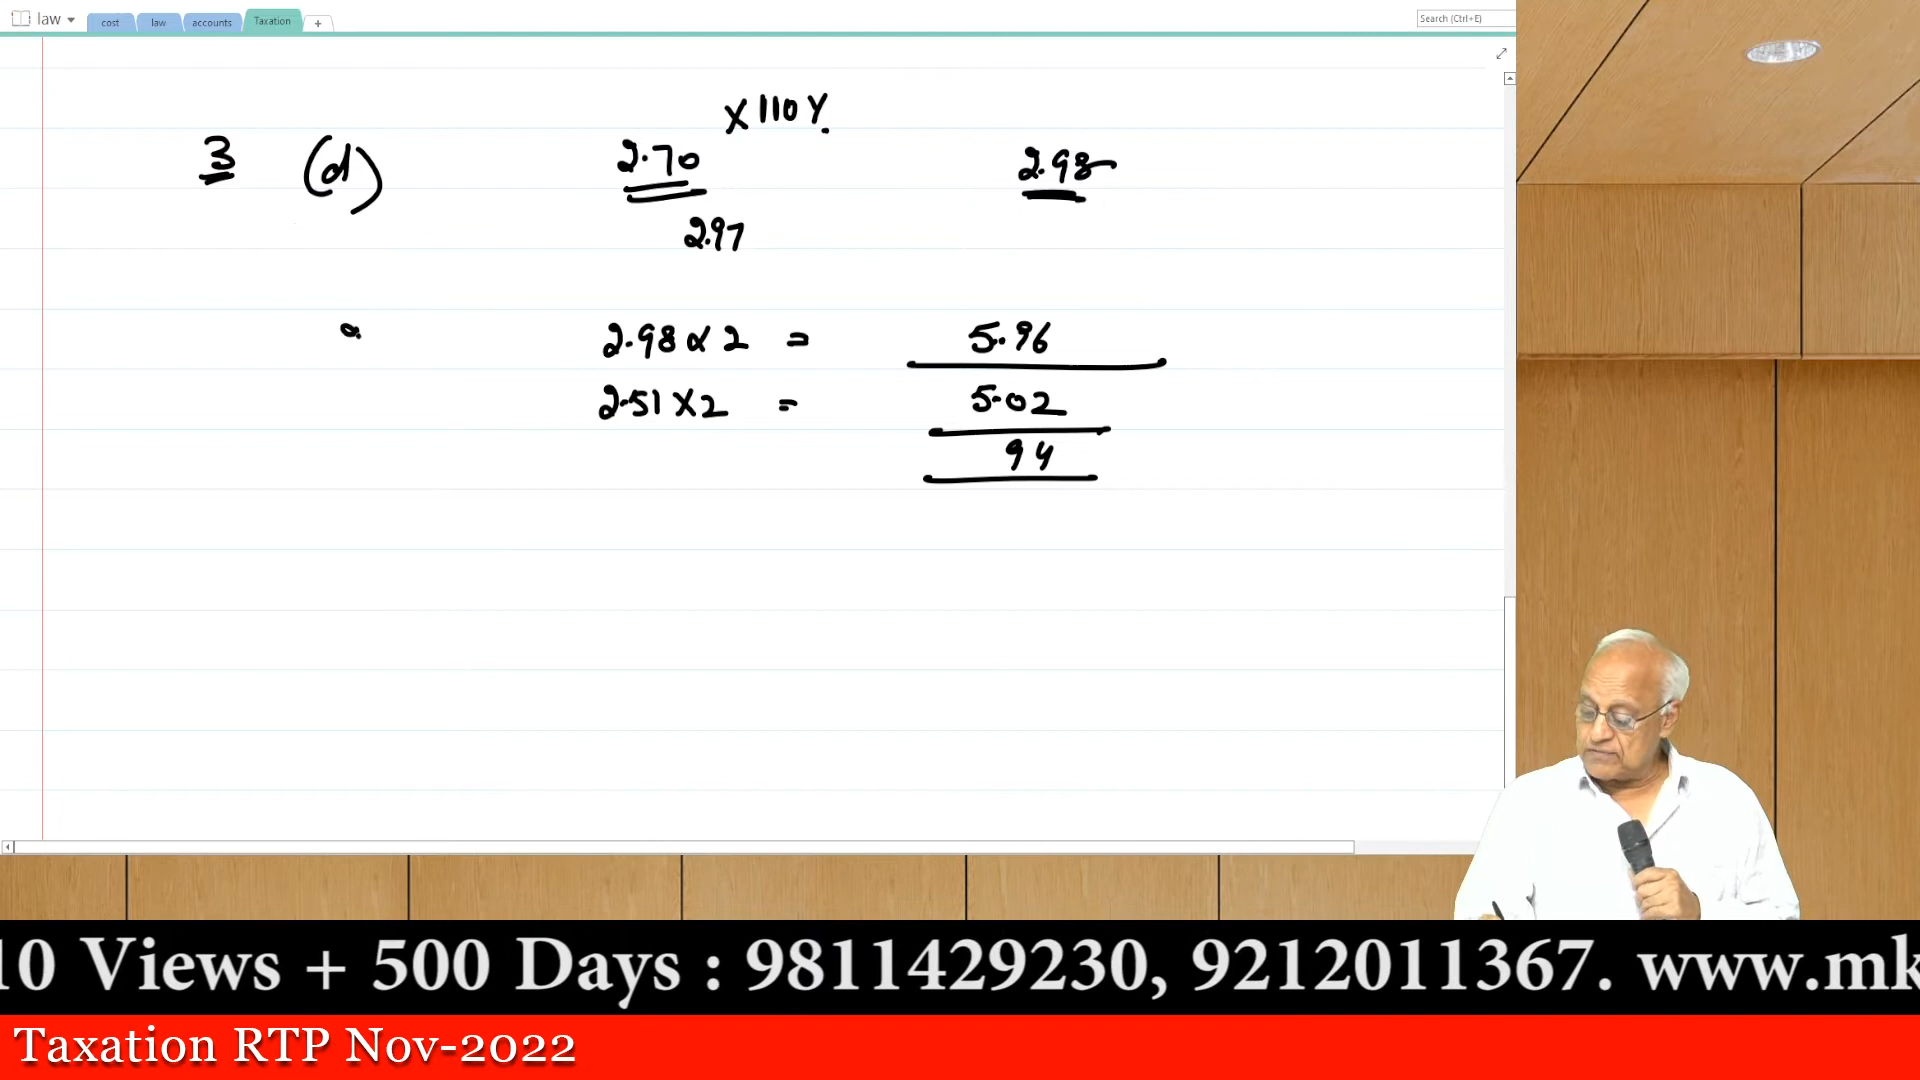 law
cost
law
accounts
Taxation
+
Search (Ctrl+E)
3 (d) 2.70 X 110% 2.98
2.97
2.98 x 2 = 5.96
2.51 x 2 = 5.02
94
10 Views + 500 Days : 9811429230, 9212011367. www.mk
Taxation RTP Nov-2022